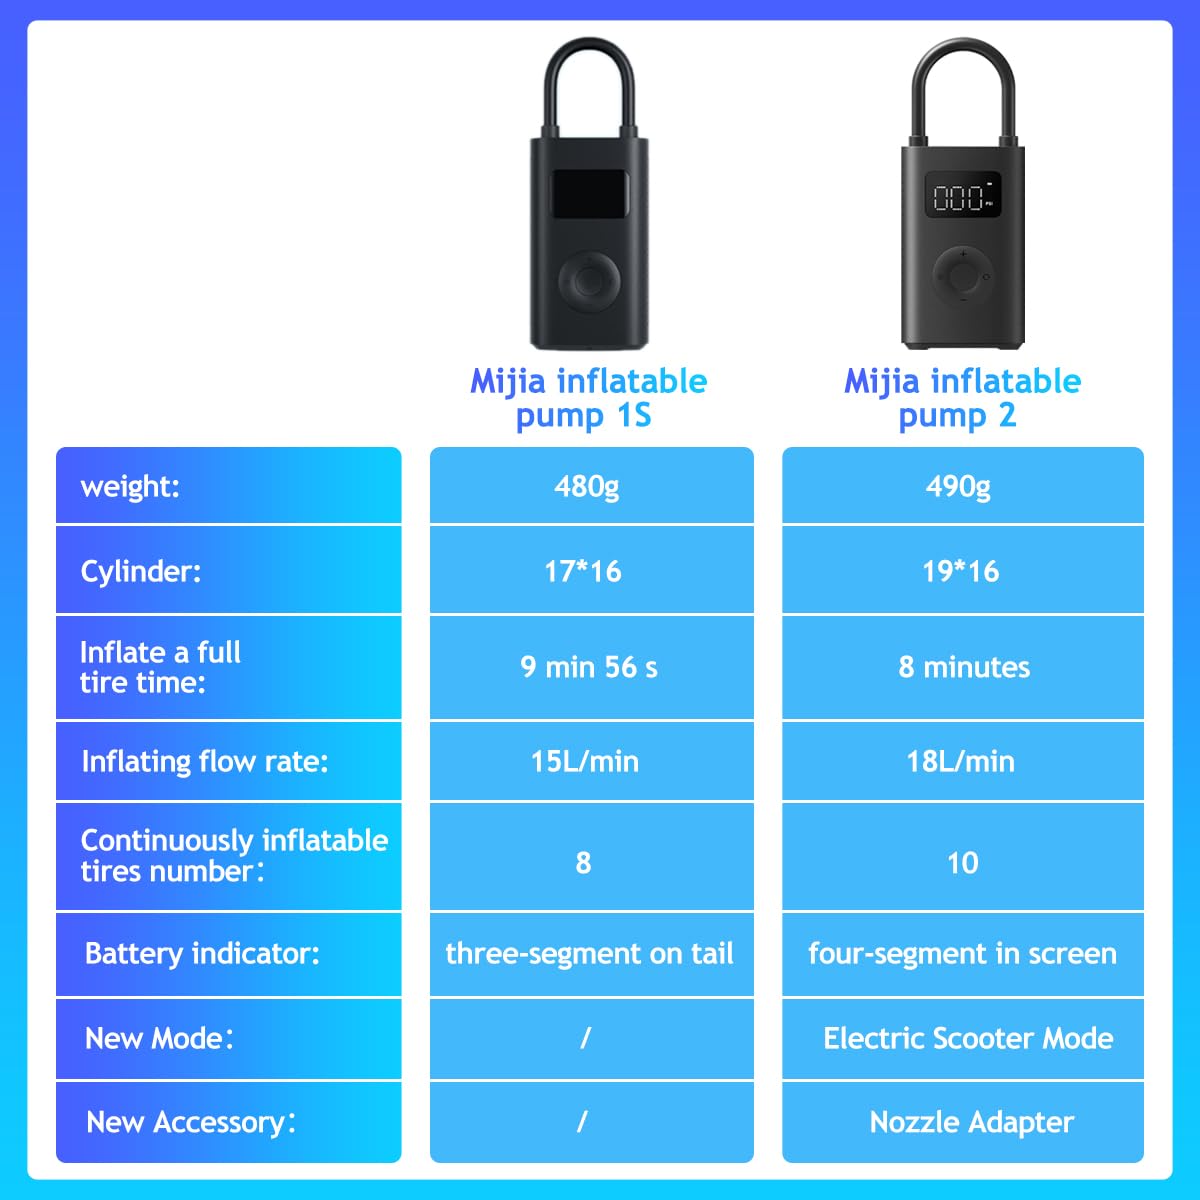 000
PSI
Mijia inflatable
pump 1S
Mijia inflatable
pump 2
weight:
480g
490g
Cylinder:
17*16
19*16
Inflate a full
tire time:
9 min 56 s
8 minutes
Inflating flow rate:
15L/min
18L/min
Continuously inflatable
tires number：
8
10
Battery indicator:
three-segment on tail
four-segment in screen
New Mode：
/
Electric Scooter Mode
New Accessory：
/
Nozzle Adapter